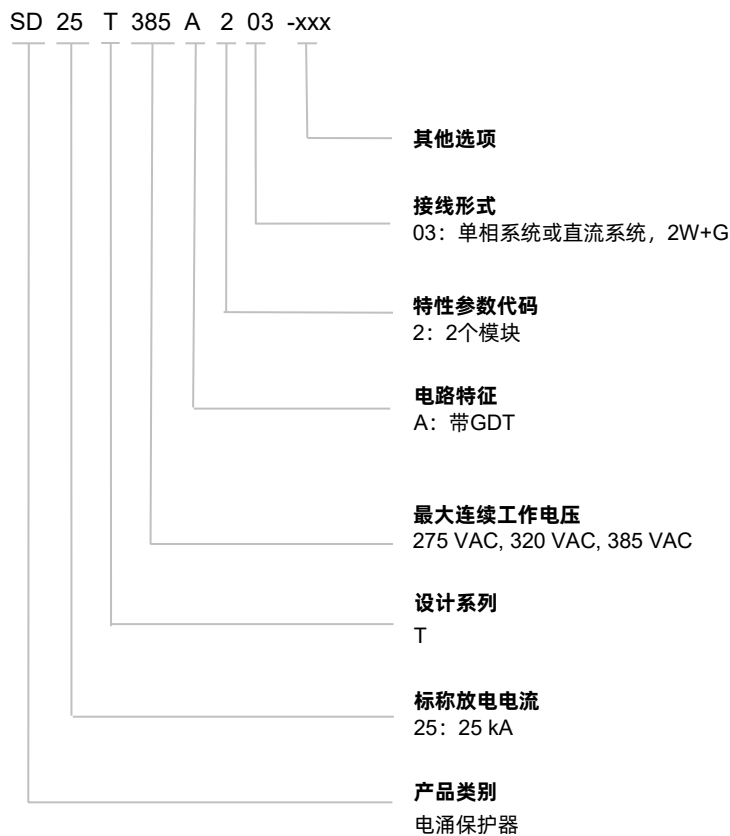 SD 25 T 385 A 2 03 -xxx
其他选项
接线形式
03：单相系统或直流系统，2W+G
特性参数代码
2：2个模块
电路特征
A：带GDT
最大连续工作电压
275 VAC, 320 VAC, 385 VAC
设计系列
T
标称放电电流
25：25 kA
产品类别
电涌保护器